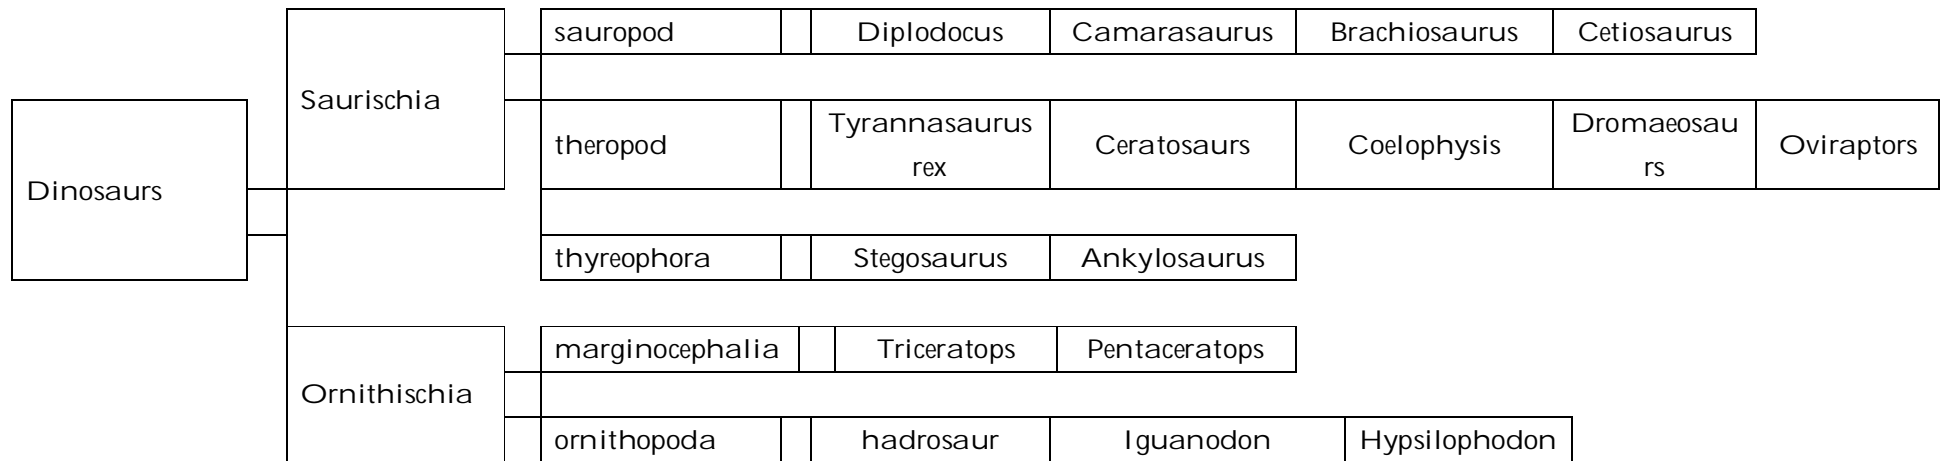 sauropod Diplodocus Camarasaurus Brachiosaurus Cetiosaurus
Saurischia
theropod Tyrannasaurus rex Ceratosaurs Coelophysis Dromaeosau rs Oviraptors
Dinosaurs
thyreophora Stegosaurus Ankylosaurus
marginocephalia Triceratops Pentaceratops
Ornithischia
ornithopoda hadrosaur Iguanodon Hypsilophodon